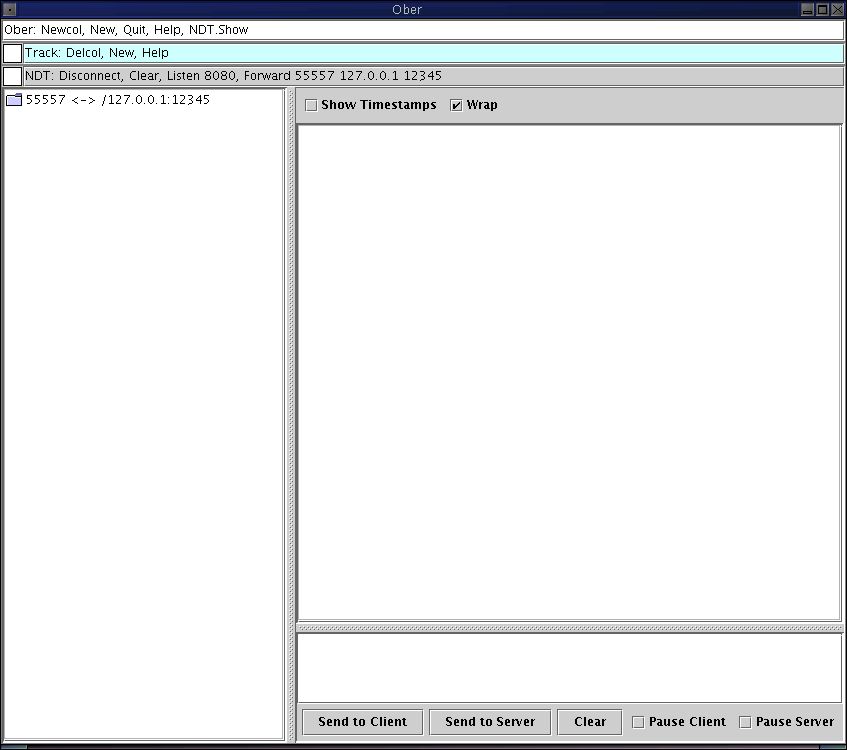 Ober
Ober: Newcol, New, Quit, Help, NDT.Show
Track: Delcol, New, Help
NDT: Disconnect, Clear, Listen 8080, Forward 55557 127.0.0.1 12345
55557 <-> /127.0.0.1:12345
Show Timestamps Wrap
Send to Client Send to Server Clear Pause Client Pause Server